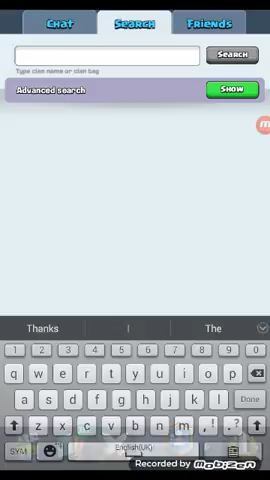 Chat Search Friends
Search
Type clan name or clan tag
Advanced search Show
Thanks I The
1 2 3 4 5 6 7 8 9 0
q w e r t y u i o p
a s d f g h j k l Done
z x c v b n m , ! . ?
SYM English(UK)
Recorded by mobizen